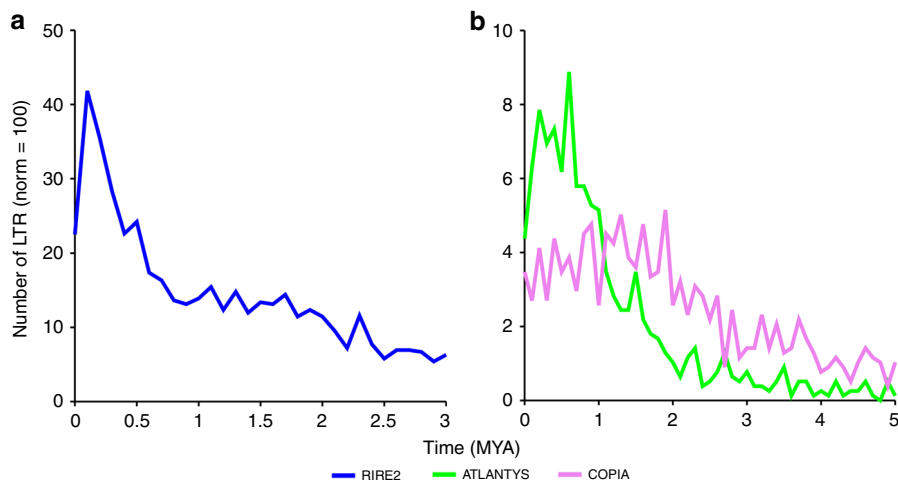 a
b
Number of LTR (norm = 100)
50
40
30
20
10
0
0 0.5 1 1.5 2 2.5 3
10
8
6
4
2
0
0 1 2 3 4 5
Time (MYA)
RIRE2 ATLANTYS COPIA